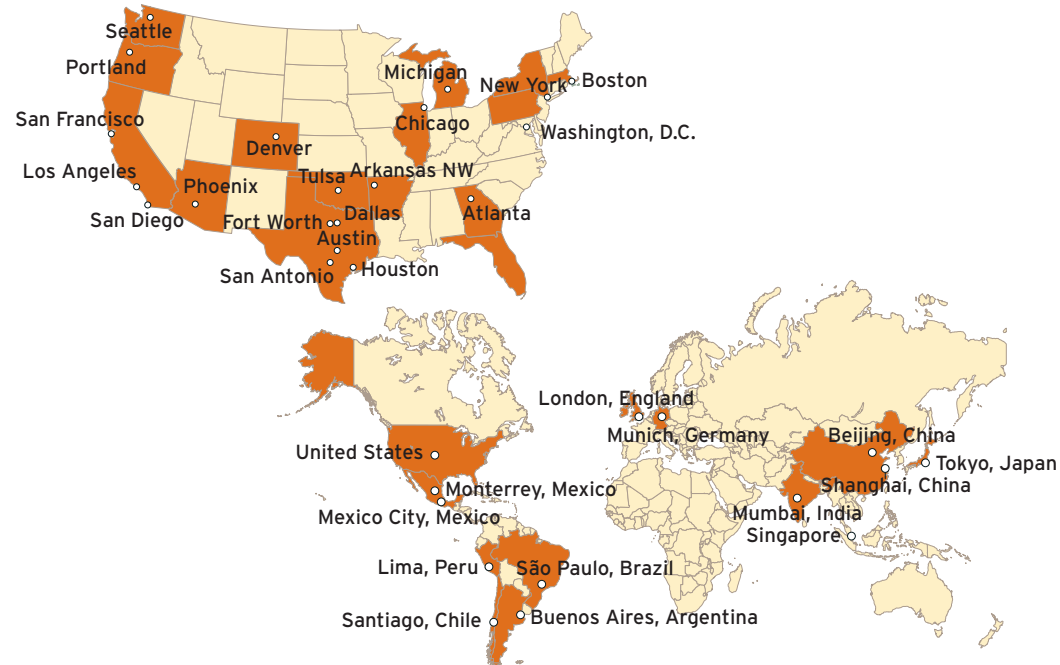 Seattle
Portland
Michigan
New York
Boston
San Francisco
Chicago
Washington, D.C.
Denver
Los Angeles
Phoenix
Tulsa
Arkansas NW
San Diego
Fort Worth
Dallas
Atlanta
Austin
San Antonio
Houston
London, England
Munich, Germany
Beijing, China
United States
Tokyo, Japan
Monterrey, Mexico
Shanghai, China
Mexico City, Mexico
Mumbai, India
Singapore
Lima, Peru
São Paulo, Brazil
Santiago, Chile
Buenos Aires, Argentina